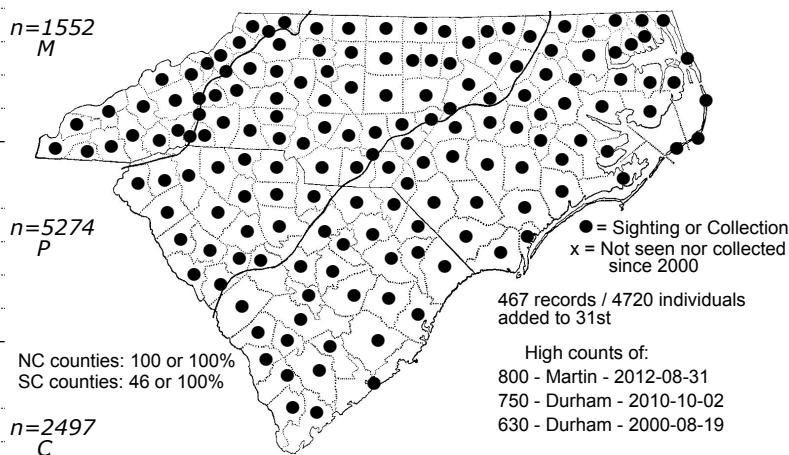 n=1552
M
n=5274
P
n=2497
C
● = Sighting or Collection
x = Not seen nor collected
since 2000
467 records / 4720 individuals
added to 31st
NC counties: 100 or 100%
SC counties: 46 or 100%
High counts of:
800 - Martin - 2012-08-31
750 - Durham - 2010-10-02
630 - Durham - 2000-08-19